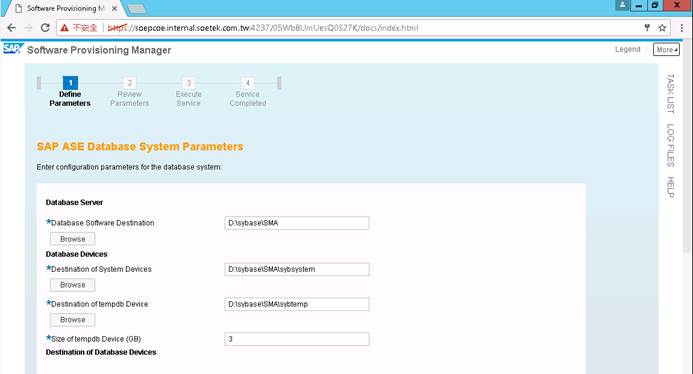 Software Provisioning M
不安全
https://soepcoe.internal.soetek.com.tw:4237/05WbBUmUesQ0S27K/docs/index.html
SAP
Software Provisioning Manager
Legend
More
1
Define
Parameters
2
Review
Parameters
3
Execute
Service
4
Service
Completed
TASK LIST
LOG FILES
HELP
SAP ASE Database System Parameters
Enter configuration parameters for the database system.
Database Server
*Database Software Destination
D:\sybase\SMA
Browse
Database Devices
*Destination of System Devices
D:\sybase\SMA\sybsystem
Browse
*Destination of tempdb Device
D:\sybase\SMA\sybtemp
Browse
*Size of tempdb Device (GB)
3
Destination of Database Devices